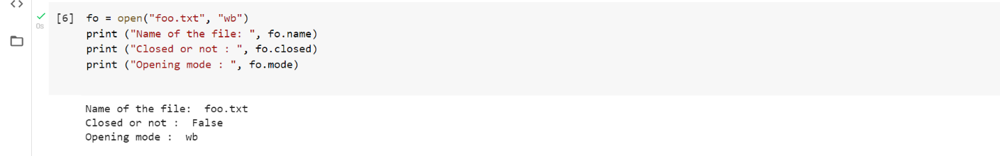 [6] fo = open("foo.txt", "wb")
0s
print ("Name of the file: ", fo.name)
print ("Closed or not : ", fo.closed)
print ("Opening mode : ", fo.mode)
Name of the file:  foo.txt
Closed or not :  False
Opening mode :  wb